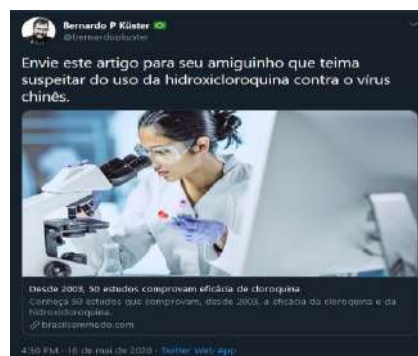 Bernardo P Küster 🇧🇷
@bernardopkuster
Envie este artigo para seu amiguinho que teima
suspeitar do uso da hidroxicloroquina contra o vírus
chinês.
Desde 2003, 50 estudos comprovam eficácia de cloroquina
Conheça 50 estudos que comprovam, desde 2003, a eficácia da cloroquina e da
hidroxicloroquina.
brasilsemmedo.com
4:50 PM · 16 de mai de 2020 · Twitter Web App